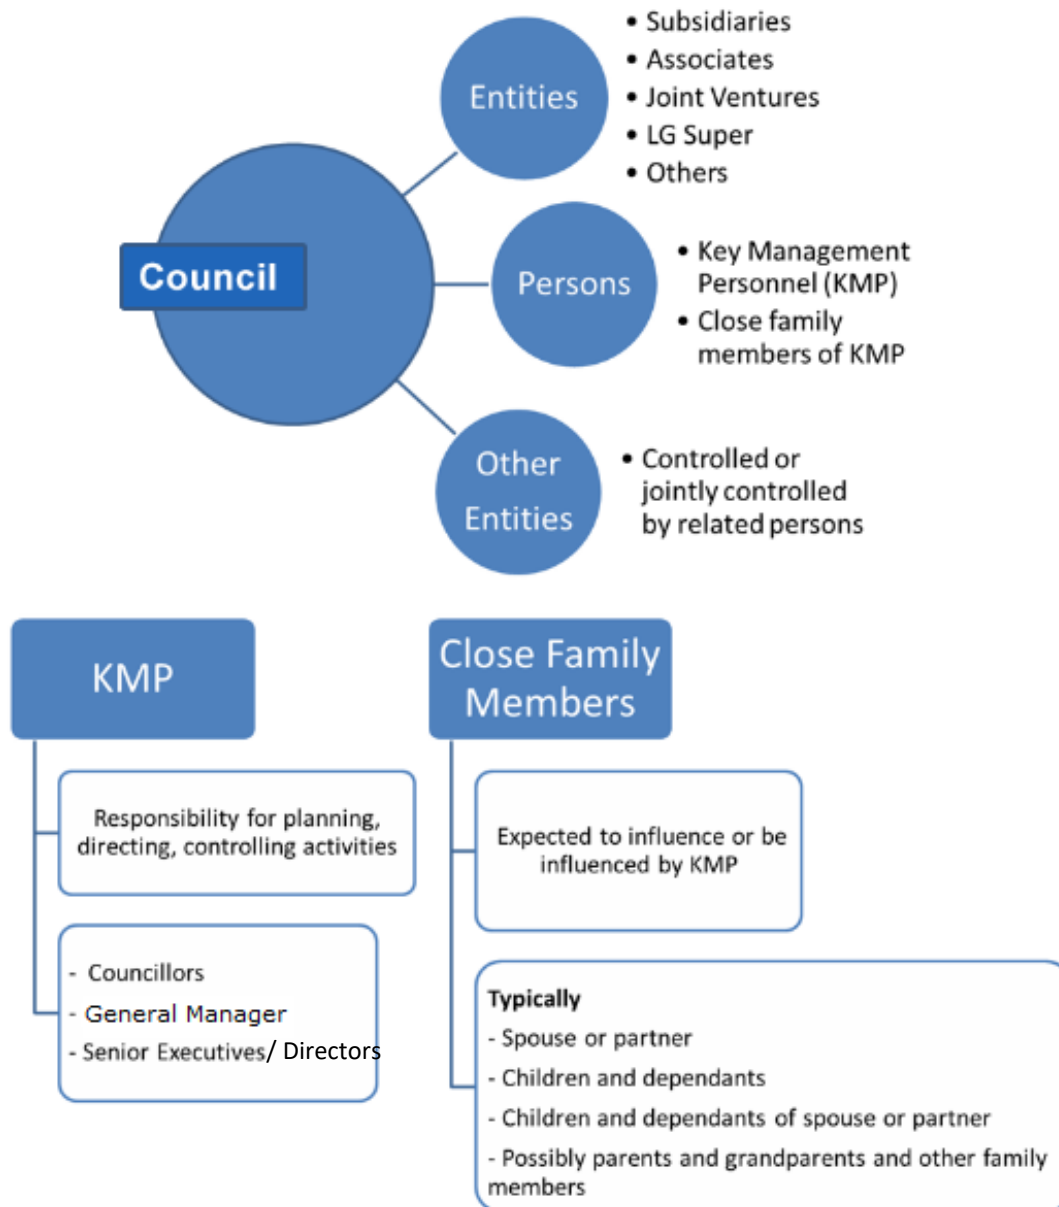 • Subsidiaries
• Associates
• Joint Ventures
• LG Super
• Others
Entities
Council
Persons
• Key Management
Personnel (KMP)
• Close family
members of KMP
Other
Entities
• Controlled or
jointly controlled
by related persons
KMP
Responsibility for planning,
directing, controlling activities
- Councillors
- General Manager
- Senior Executives/ Directors
Close Family
Members
Expected to influence or be
influenced by KMP
Typically
- Spouse or partner
- Children and dependants
- Children and dependants of spouse or partner
- Possibly parents and grandparents and other family
members